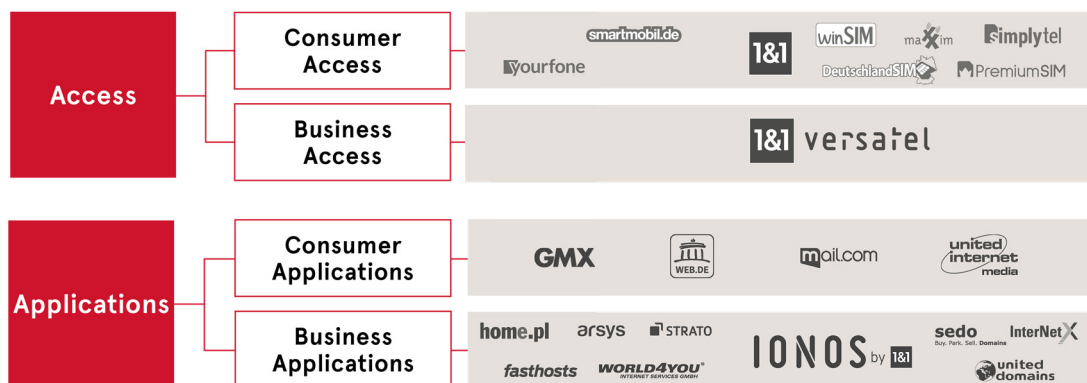 Access
Consumer
Access
smartmobil.de
yourfone
1&1
winSIM
maXXim
simplytel
DeutschlandSIM
PremiumSIM
Business
Access
1&1 versatel
Applications
Consumer
Applications
GMX
WEB.DE
mail.com
united
internet
media
Business
Applications
home.pl
arsys
STRATO
fasthosts
WORLD4YOU®
INTERNET SERVICES GMBH
IONOS by 1&1
sedo
Buy. Park. Sell. Domains
InterNetX
united
domains